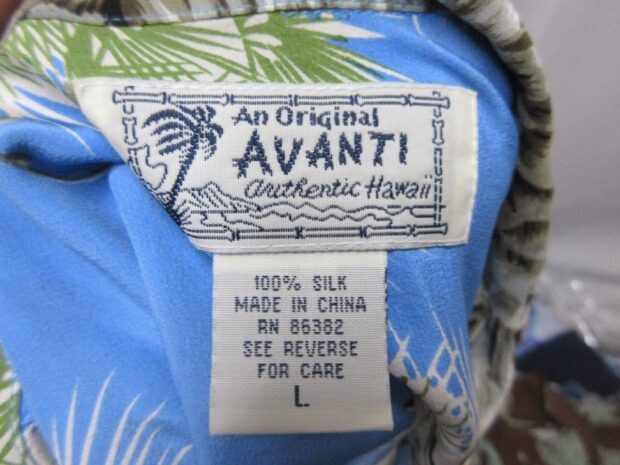 An Original
AVANTI
authentic Hawaii
100% SILK
MADE IN CHINA
RN 86382
SEE REVERSE
FOR CARE
L